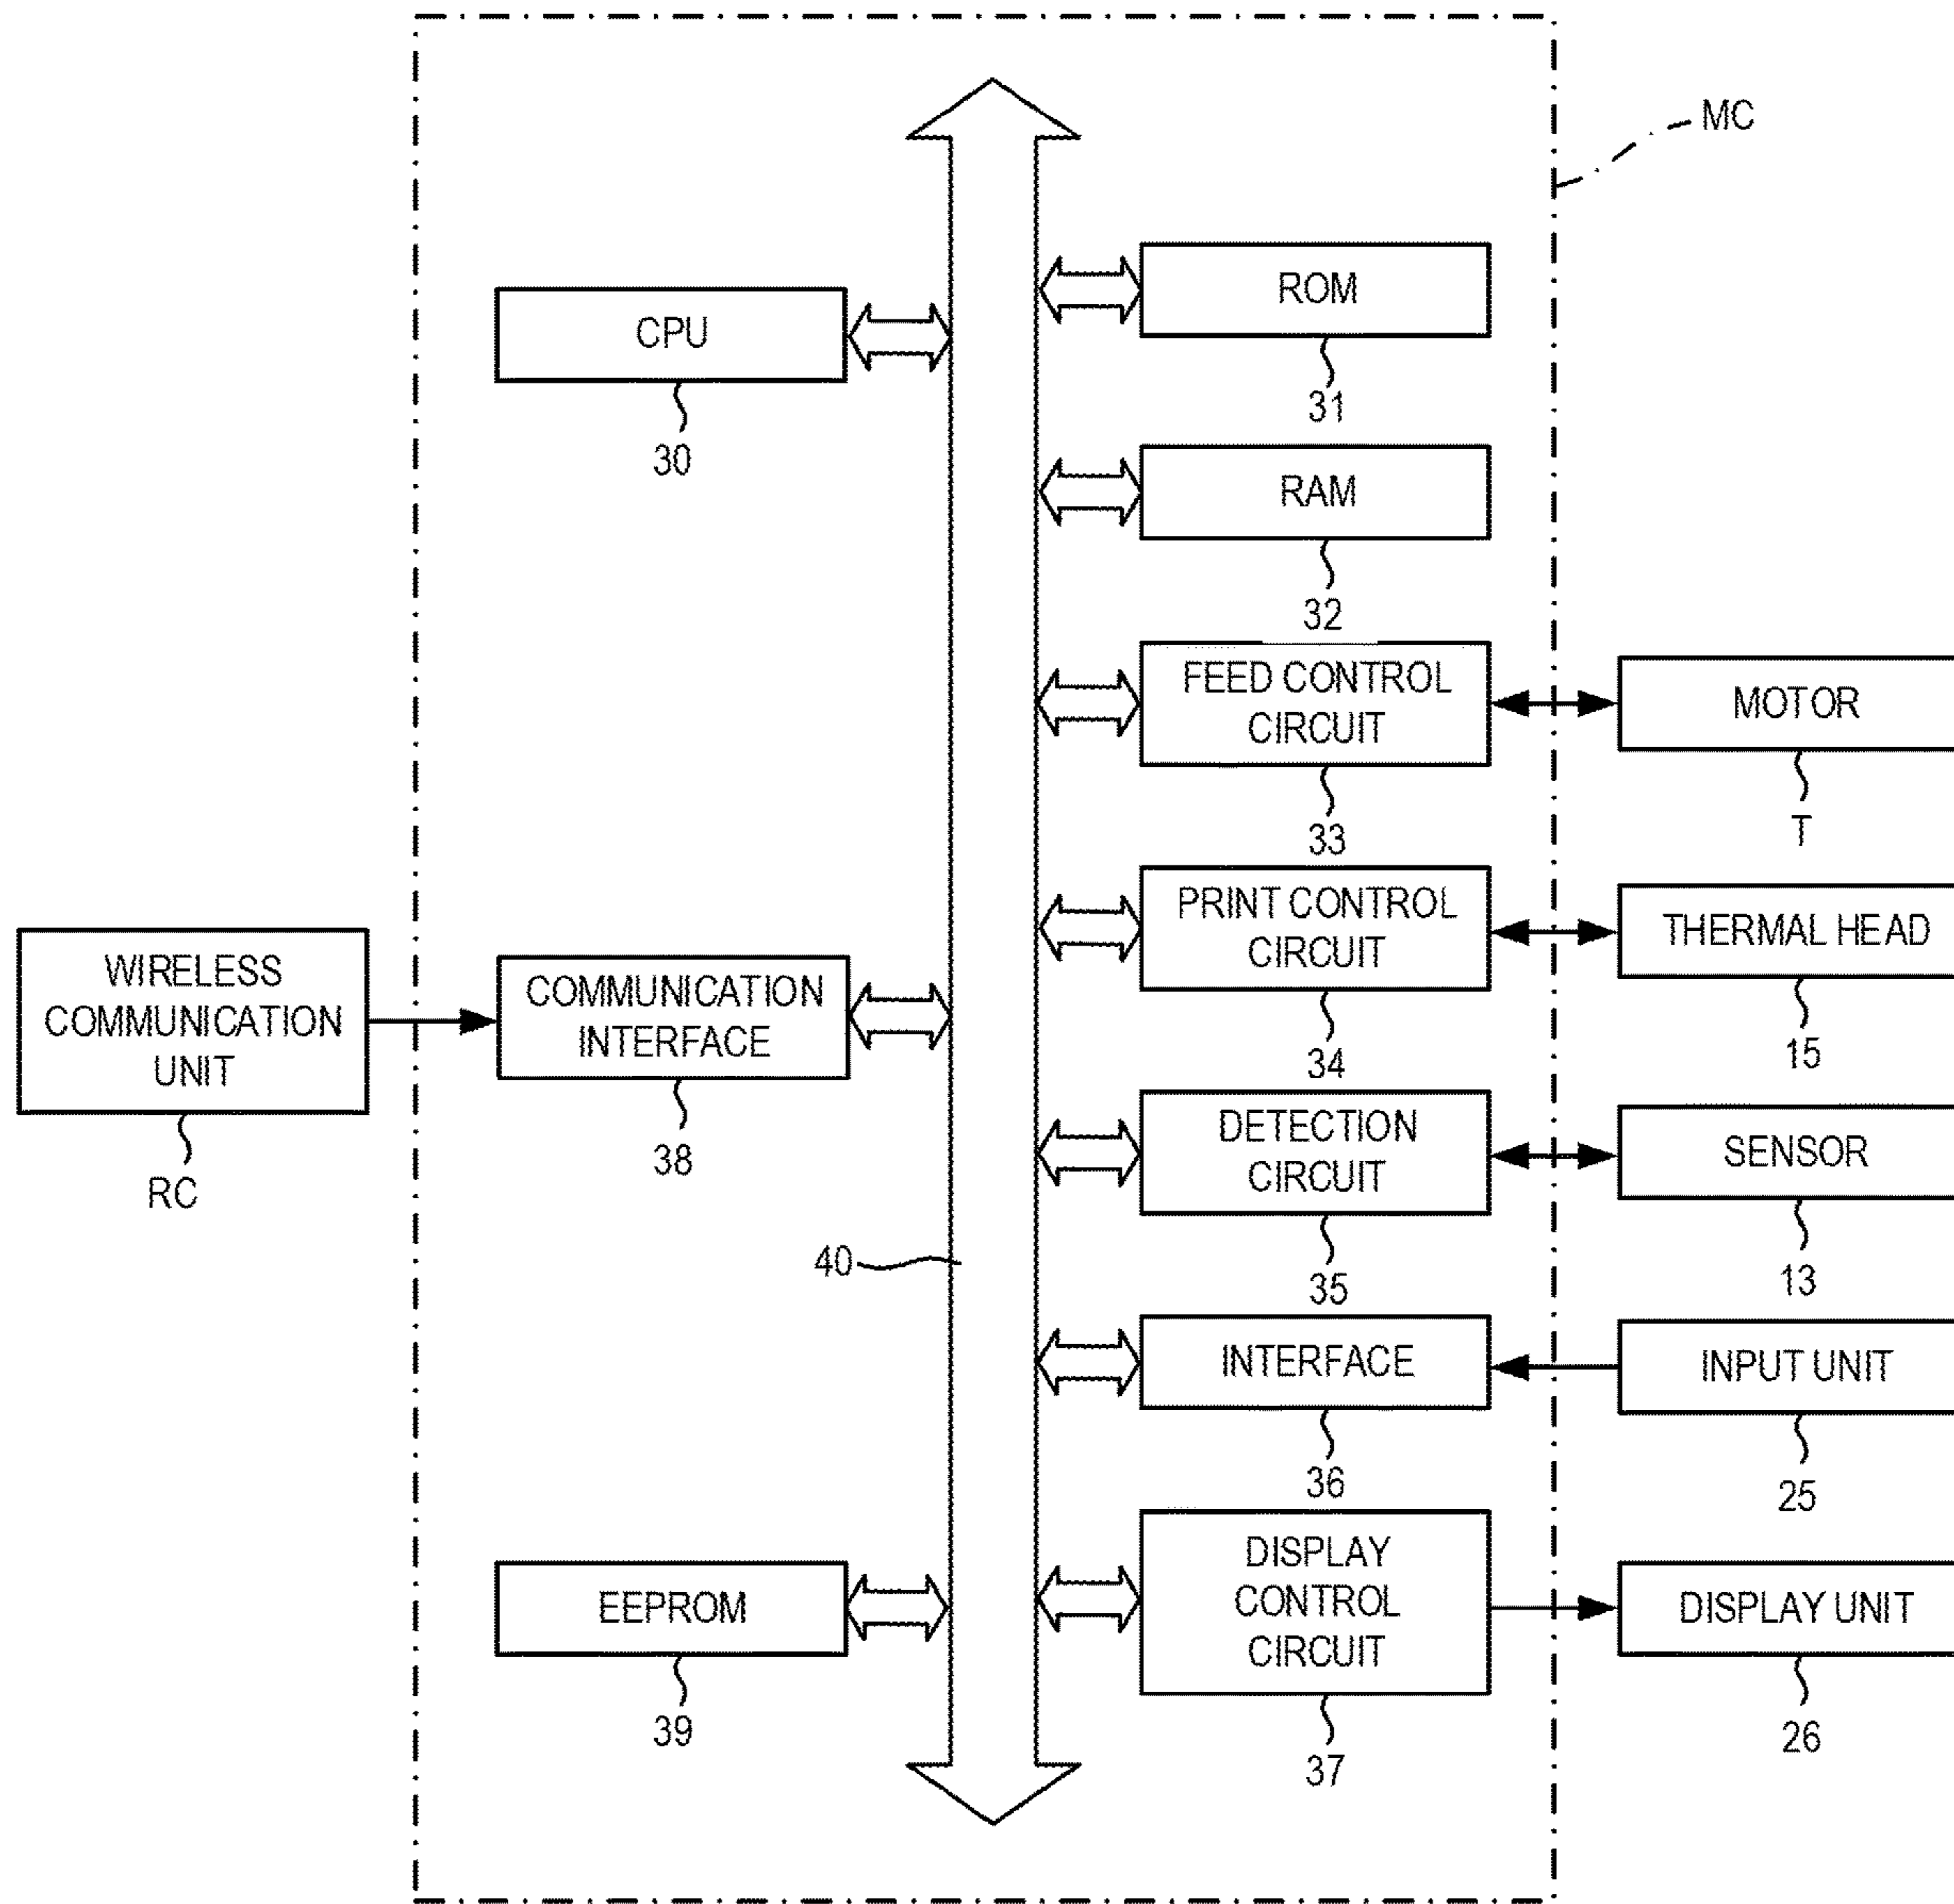 MC
CPU
30
ROM
31
RAM
32
FEED CONTROL
CIRCUIT
33
MOTOR
T
PRINT CONTROL
CIRCUIT
34
THERMAL HEAD
15
WIRELESS
COMMUNICATION
UNIT
RC
COMMUNICATION
INTERFACE
38
DETECTION
CIRCUIT
35
SENSOR
13
40
INTERFACE
36
INPUT UNIT
25
EEPROM
39
DISPLAY
CONTROL
CIRCUIT
37
DISPLAY UNIT
26